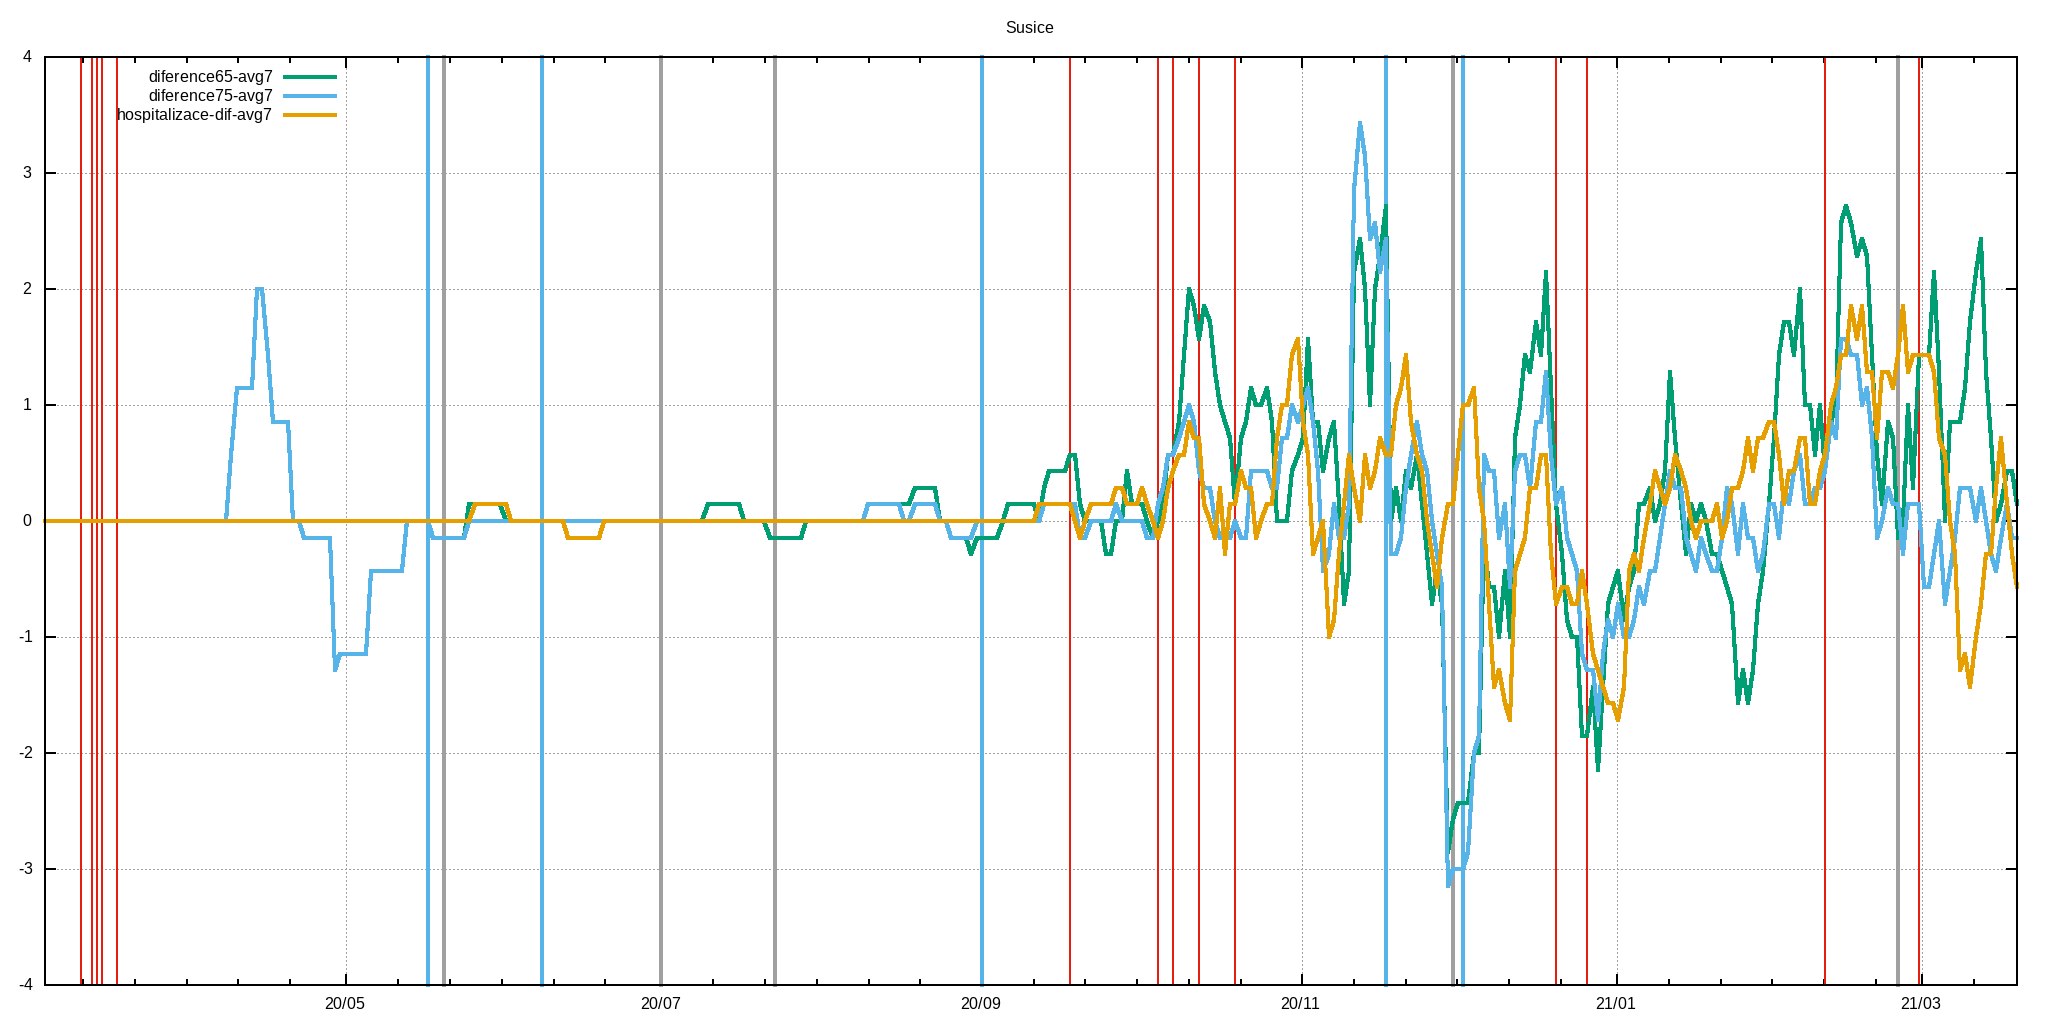 Susice
diference65-avg7
diference75-avg7
hospitalizace-dif-avg7
4
3
2
1
0
-1
-2
-3
-4
20/05 20/07 20/09 20/11 21/01 21/03